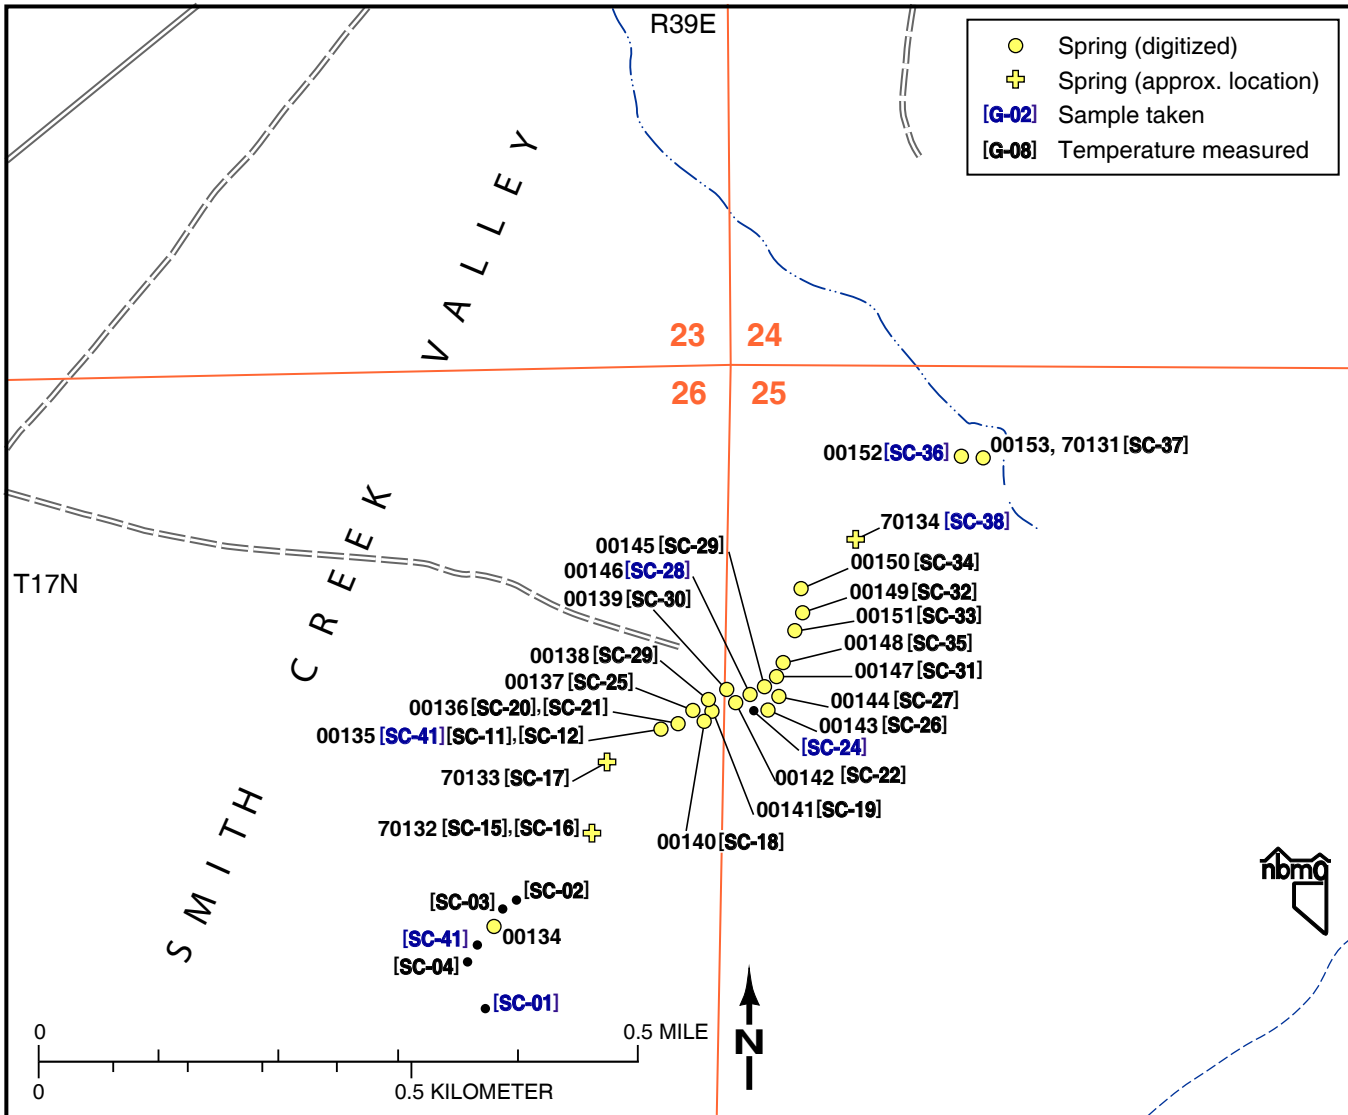 R39E
Spring (digitized)
Spring (approx. location)
[G-02] Sample taken
[G-08] Temperature measured
VALLEY
23 24
26 25
00152 [SC-36]
00153, 70131 [SC-37]
70134 [SC-38]
00145 [SC-29]
00150 [SC-34]
00146 [SC-28]
T17N
00149 [SC-32]
00139 [SC-30]
00151 [SC-33]
CREEK
00148 [SC-35]
00138 [SC-29]
00147 [SC-31]
00137 [SC-25]
00144 [SC-27]
00136 [SC-20],[SC-21]
00143 [SC-26]
00135 [SC-41][SC-11],[SC-12]
[SC-24]
70133 [SC-17]
00142 [SC-22]
00141 [SC-19]
70132 [SC-15],[SC-16]
00140 [SC-18]
SMITH
nbmg
[SC-02]
[SC-03]
00134
[SC-41]
[SC-04]
[SC-01]
0 0.5 MILE
N
0 0.5 KILOMETER